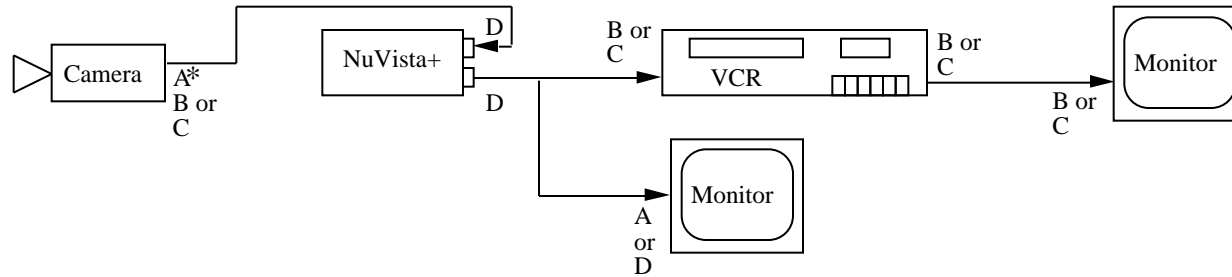 Camera
A*
B or
C
D
NuVista+
D
B or
C
VCR
B or
C
B or
C
Monitor
Monitor
A
or
D